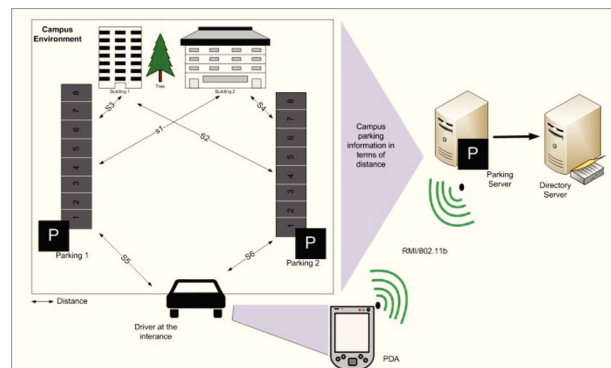 Campus
Environment
Building 1
Tree
Building 2
8
7
6
5
4
3
2
1
S3
s1
S2
S4
8
7
6
5
4
3
2
1
P
Parking 1
P
Parking 2
S5
S6
Distance
Driver at the
interance
Campus
parking
information in
terms of
distance
P
Parking
Server
Directory
Server
RMI/802.11b
PDA